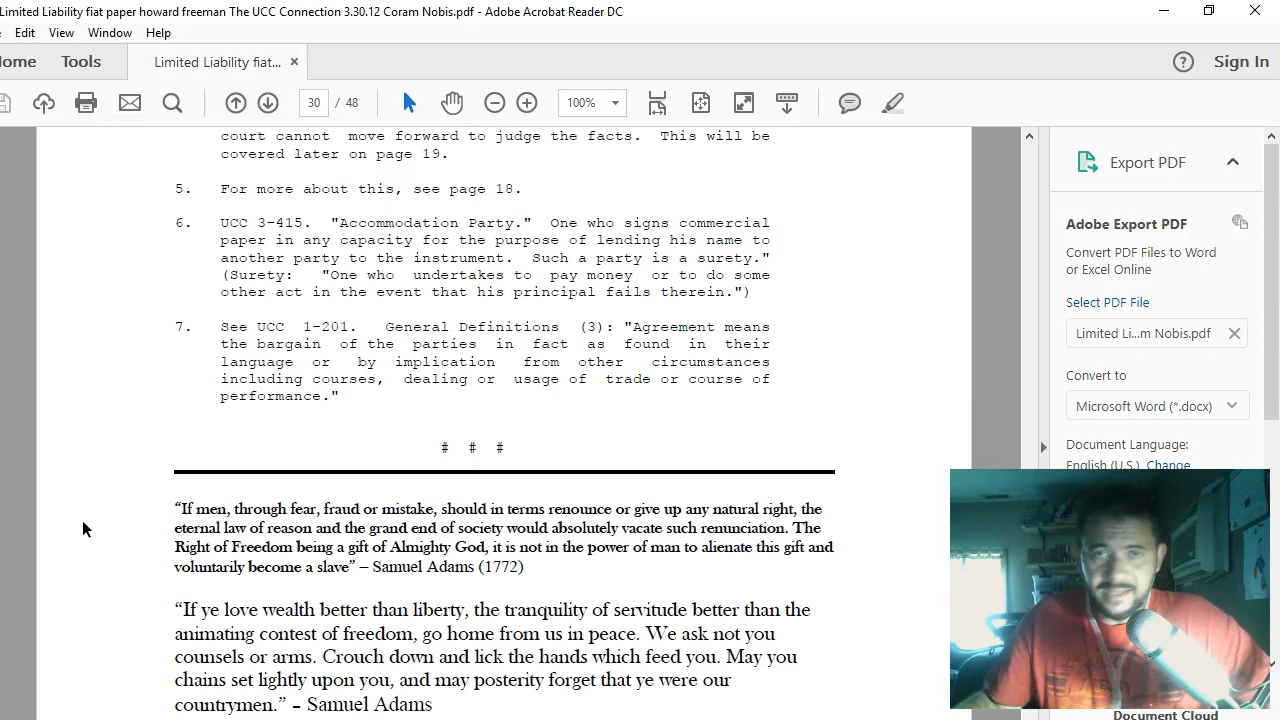 Limited Liability fiat paper howard freeman The UCC Connection 3.30.12 Coram Nobis.pdf - Adobe Acrobat Reader DC
Edit View Window Help
Tools Limited Liability fiat... Sign In
30 / 48 100%
court cannot move forward to judge the facts. This will be
covered later on page 19.
5. For more about this, see page 18.
6. UCC 3-415. "Accommodation Party." One who signs commercial
paper in any capacity for the purpose of lending his name to
another party to the instrument. Such a party is a surety."
(Surety: "One who undertakes to pay money or to do some
other act in the event that his principal fails therein.")
7. See UCC 1-201. General Definitions (3): "Agreement means
the bargain of the parties in fact as found in their
language or by implication from other circumstances
including courses, dealing or usage of trade or course of
performance."
# # #
“If men, through fear, fraud or mistake, should in terms renounce or give up any natural right, the
eternal law of reason and the grand end of society would absolutely vacate such renunciation. The
Right of Freedom being a gift of Almighty God, it is not in the power of man to alienate this gift and
voluntarily become a slave” – Samuel Adams (1772)
“If ye love wealth better than liberty, the tranquility of servitude better than the
animating contest of freedom, go home from us in peace. We ask not you
counsels or arms. Crouch down and lick the hands which feed you. May you
chains set lightly upon you, and may posterity forget that ye were our
countrymen.” – Samuel Adams
Export PDF
Adobe Export PDF
Convert PDF Files to Word
or Excel Online
Select PDF File
Limited Li...m Nobis.pdf
Convert to
Microsoft Word (*.docx)
Document Language:
English (U.S.) Change
Document Cloud